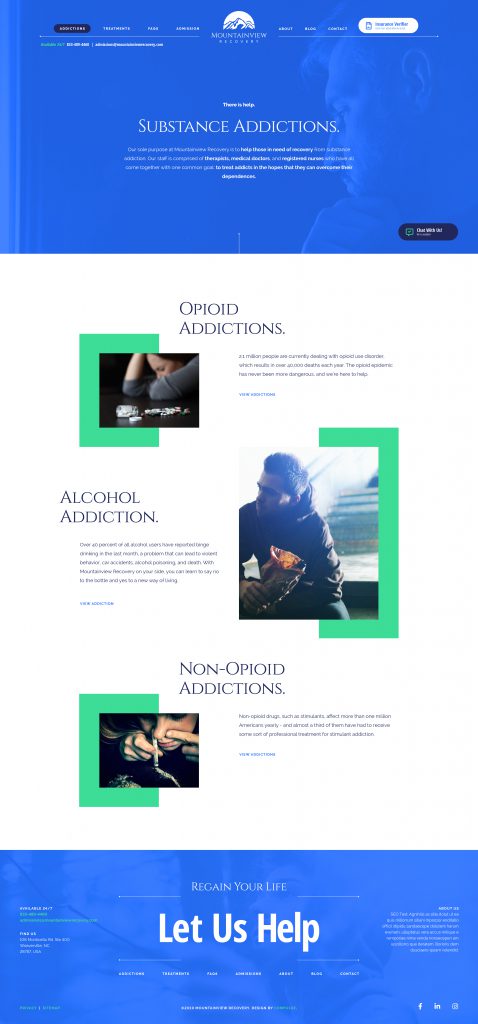 ADDICTIONS TREATMENTS FAQS ADMISSION
MOUNTAINVIEW
RECOVERY
ABOUT BLOG CONTACT
Insurance Verifier
Available 24/7
There is help.
SUBSTANCE ADDICTIONS.
Our sole purpose at Mountainview Recovery is to help those in need of recovery from substance
addiction. Our staff is comprised of therapists, medical doctors, and registered nurses who have all
come together with one common goal: to treat addicts in the hopes that they can overcome their
dependences.
Chat With Us!
OPIOID
ADDICTIONS.
2.1 million people are currently dealing with opioid use disorder,
which results in over 40,000 deaths each year. The opioid epidemic
has never been more dangerous, and we're here to help.
VIEW ADDICTIONS
ALCOHOL
ADDICTION.
Over 40 percent of all alcohol users have reported binge
drinking in the last month, a problem that can lead to violent
behavior, car accidents, alcohol poisoning, and death. With
Mountainview Recovery on your side, you can learn to say no
to the bottle and yes to a new way of living.
VIEW ADDICTION
NON-OPIOID
ADDICTIONS.
Non-opioid drugs, such as stimulants, affect more than one million
Americans yearly - and almost a third of them have had to receive
some sort of professional treatment for stimulant addiction.
VIEW ADDICTIONS
REGAIN YOUR LIFE
Let Us Help
AVAILABLE 24/7
FIND US
Weaverville, NC
28787, USA
ABOUT US
ADDICTIONS TREATMENTS FAQS ADMISSIONS ABOUT BLOG CONTACT
PRIVACY | SITEMAP
MOUNTAINVIEW RECOVERY. DESIGN BY